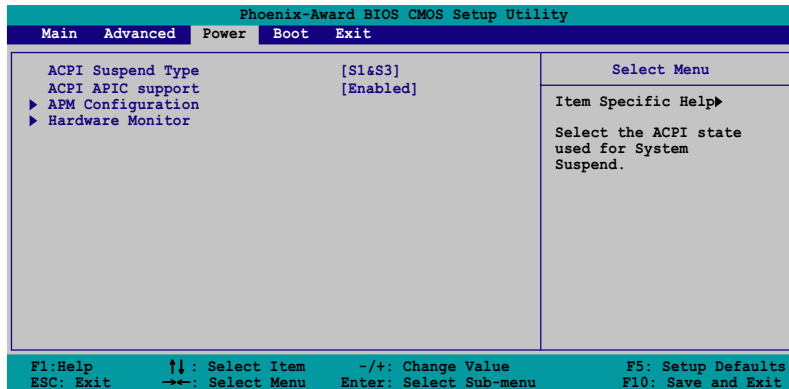 Phoenix-Award BIOS CMOS Setup Utility
Main Advanced Power Boot Exit
ACPI Suspend Type [S1&S3]
ACPI APIC support [Enabled]
APM Configuration
Hardware Monitor
Select Menu
Item Specific Help
Select the ACPI state
used for System
Suspend.
F1:Help ↑↓: Select Item -/+: Change Value F5: Setup Defaults
ESC: Exit →←: Select Menu Enter: Select Sub-menu F10: Save and Exit